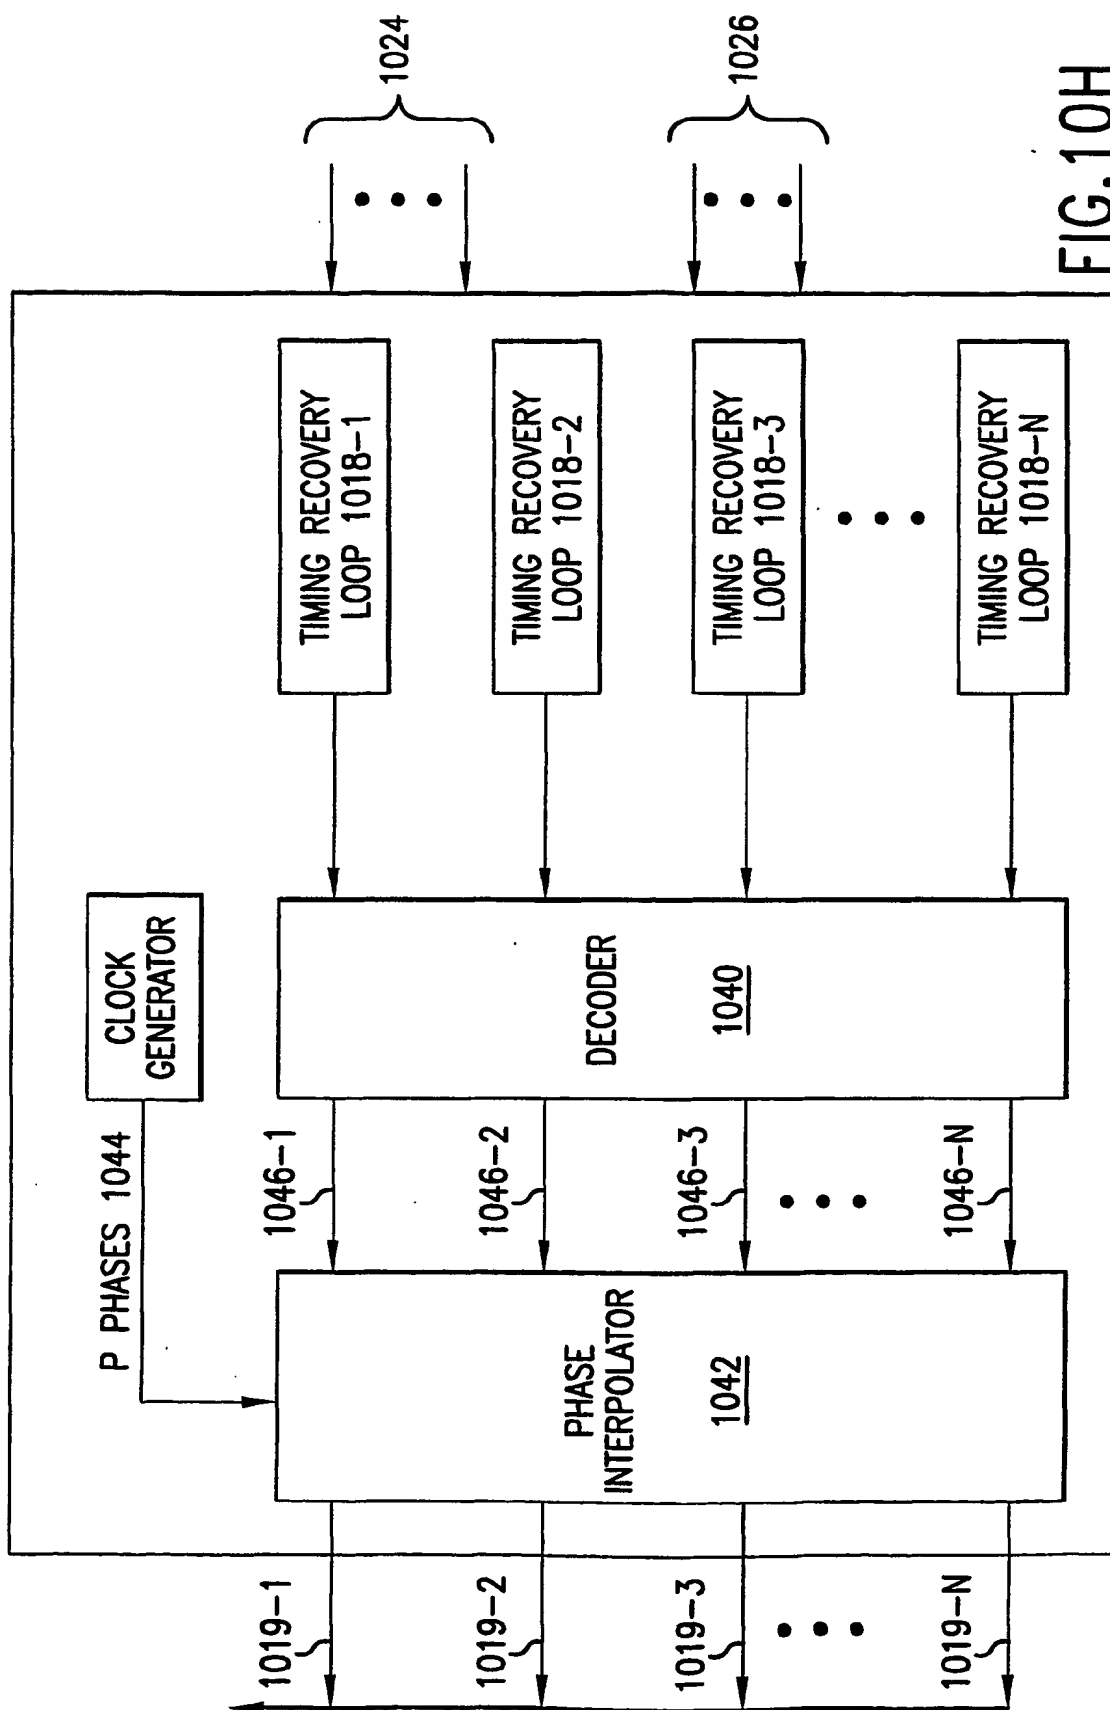 1024
1026
TIMING RECOVERY
LOOP 1018-1
TIMING RECOVERY
LOOP 1018-2
TIMING RECOVERY
LOOP 1018-3
TIMING RECOVERY
LOOP 1018-N
CLOCK
GENERATOR
P PHASES 1044
DECODER
1040
1046-1
1046-2
1046-3
1046-N
PHASE
INTERPOLATOR
1042
1019-1
1019-2
1019-3
1019-N
FIG.10H